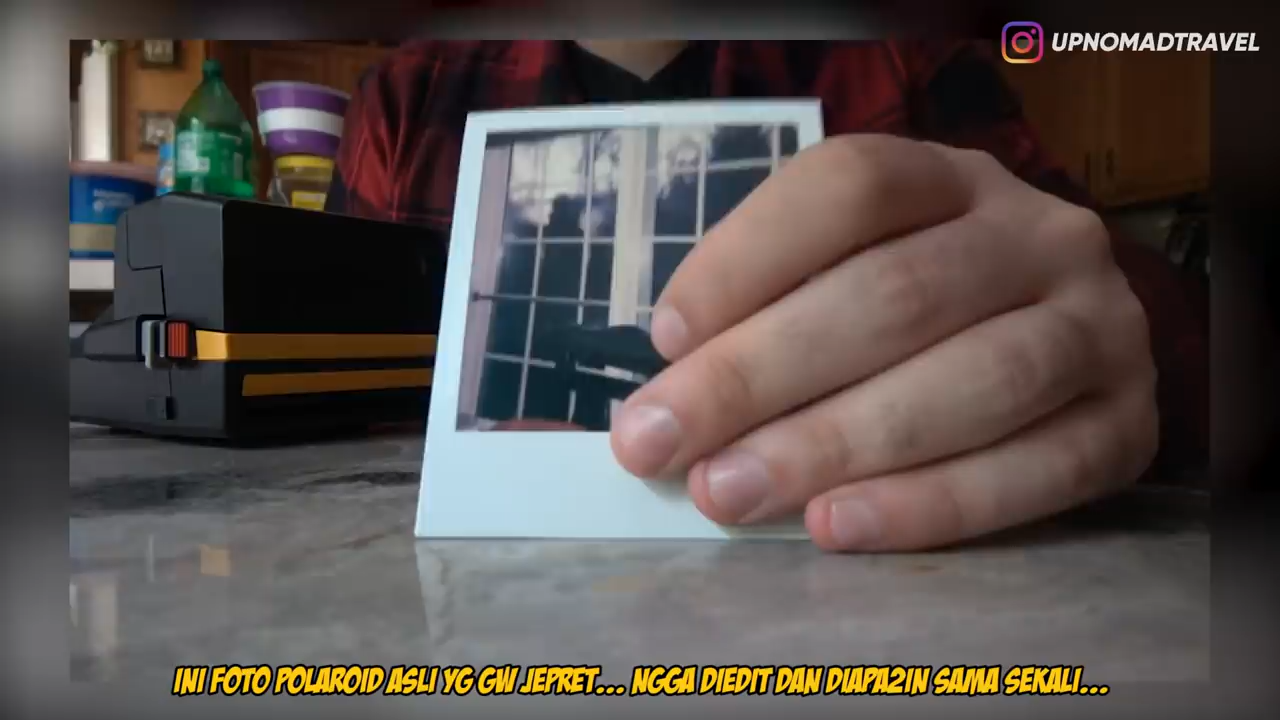 UPNOMADTRAVEL
INI FOTO POLAROID ASLI YG GW JEPRET... NGGA DIEDIT DAN DIAPA2IN SAMA SEKALI...